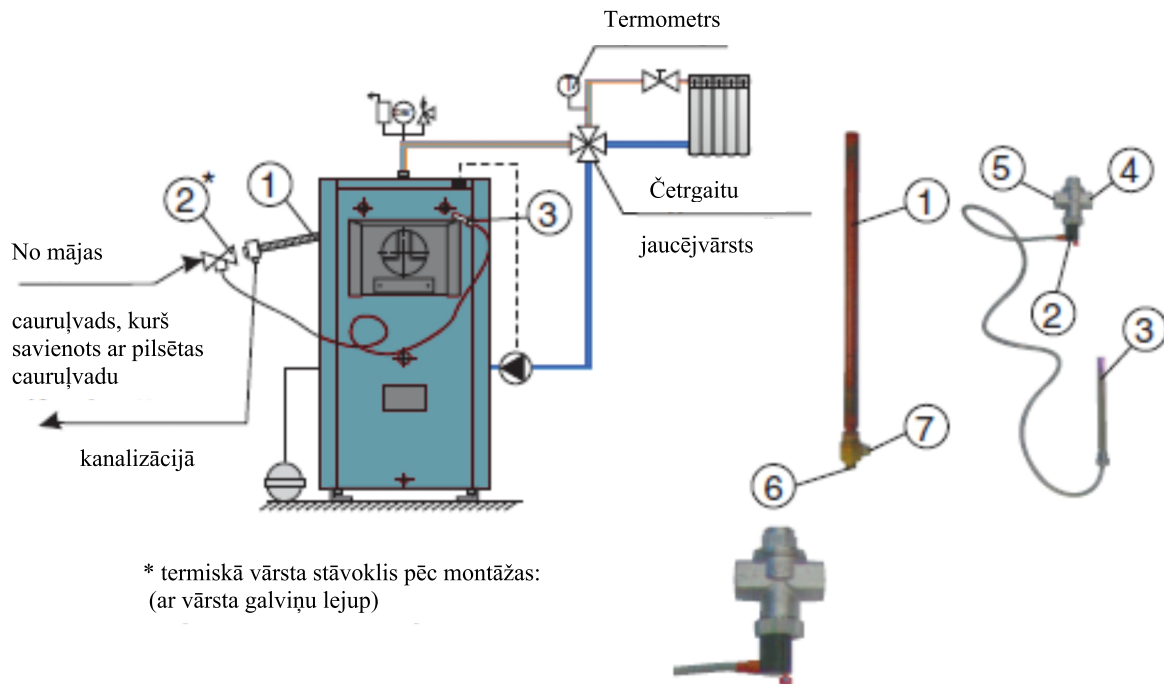 Termometrs
2*
1
3
Četrgaitu
jaucējvārsts
No mājas
cauruļvads, kurš
savienots ar pilsētas
cauruļvadu
kanalizācijā
5
4
1
2
3
7
6
* termiskā vārsta stāvoklis pēc montāžas:
(ar vārsta galviņu lejup)